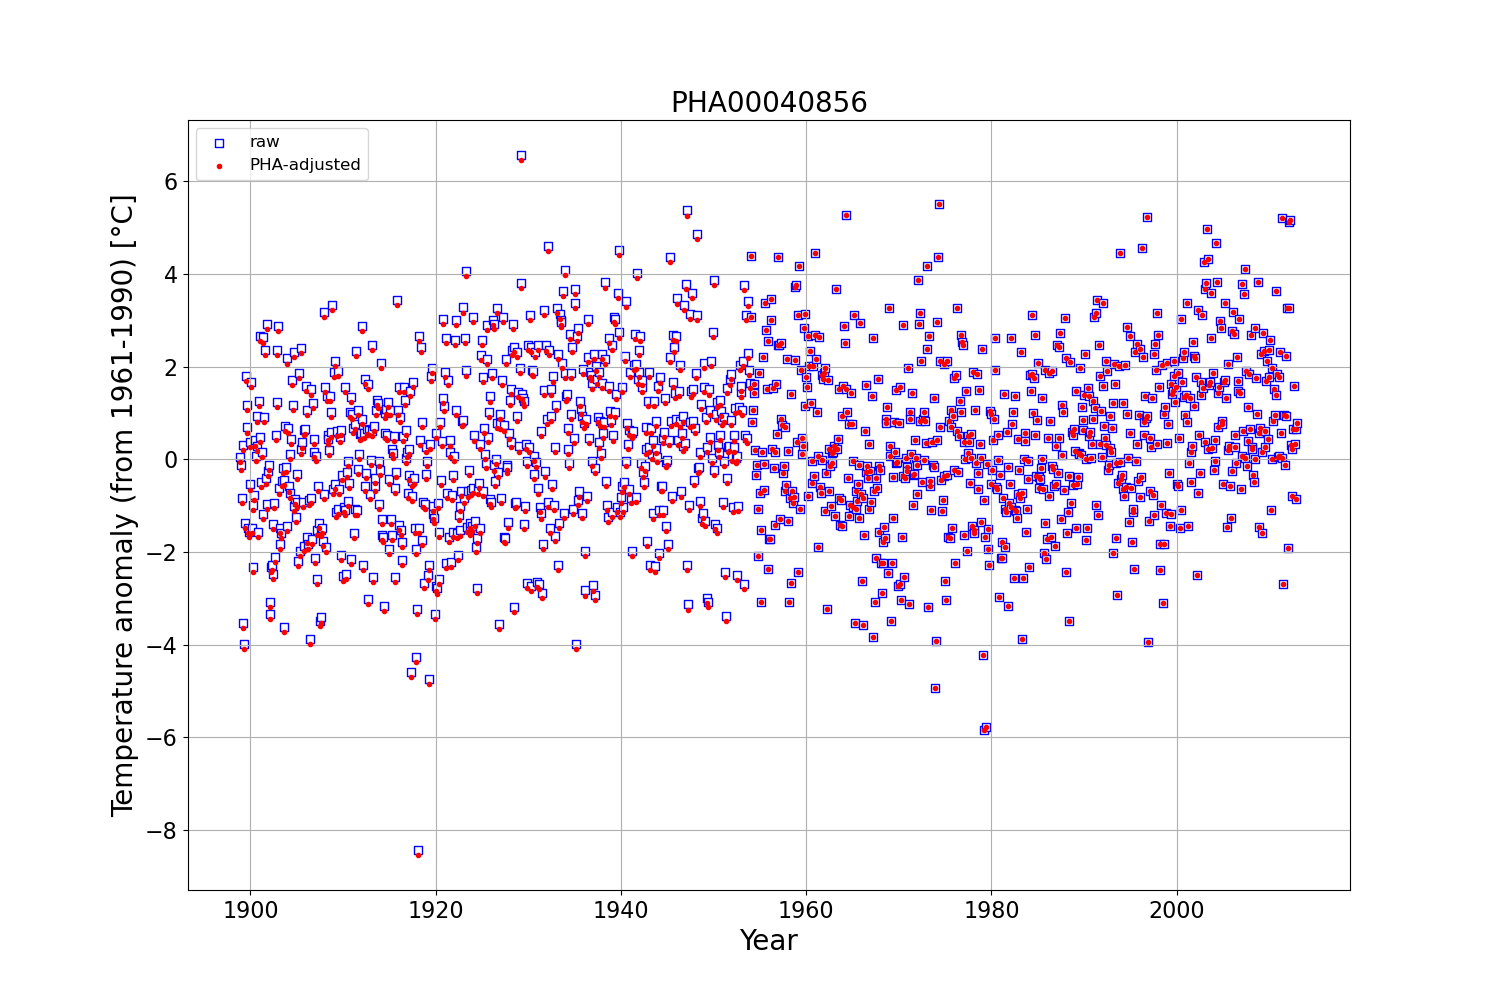 PHA00040856
raw
PHA-adjusted
6
4
2
0
−2
−4
−6
−8
Temperature anomaly (from 1961-1990) [°C]
1900 1920 1940 1960 1980 2000
Year